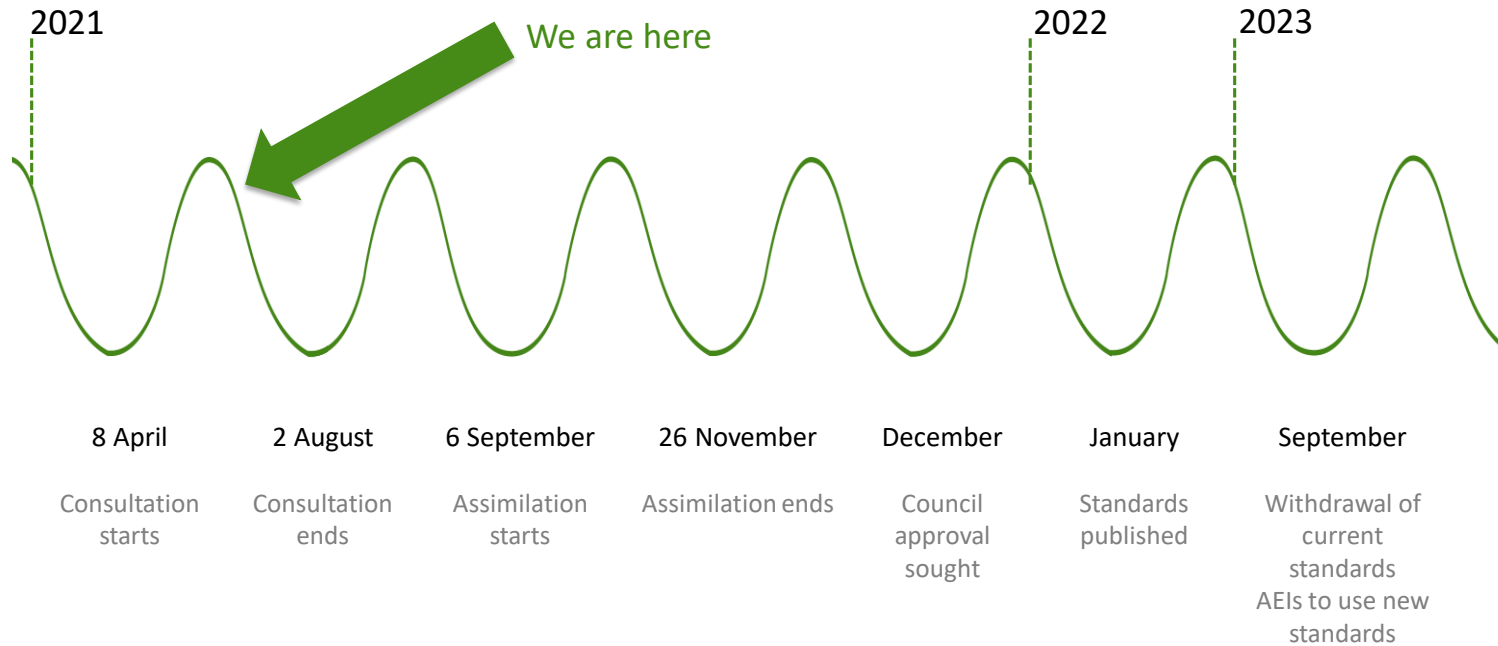 2021
We are here
2022
2023
8 April
2 August
6 September
26 November
December
January
September
Consultation
starts
Consultation
ends
Assimilation
starts
Assimilation ends
Council
approval
sought
Standards
published
Withdrawal of
current
standards
AEIs to use new
standards